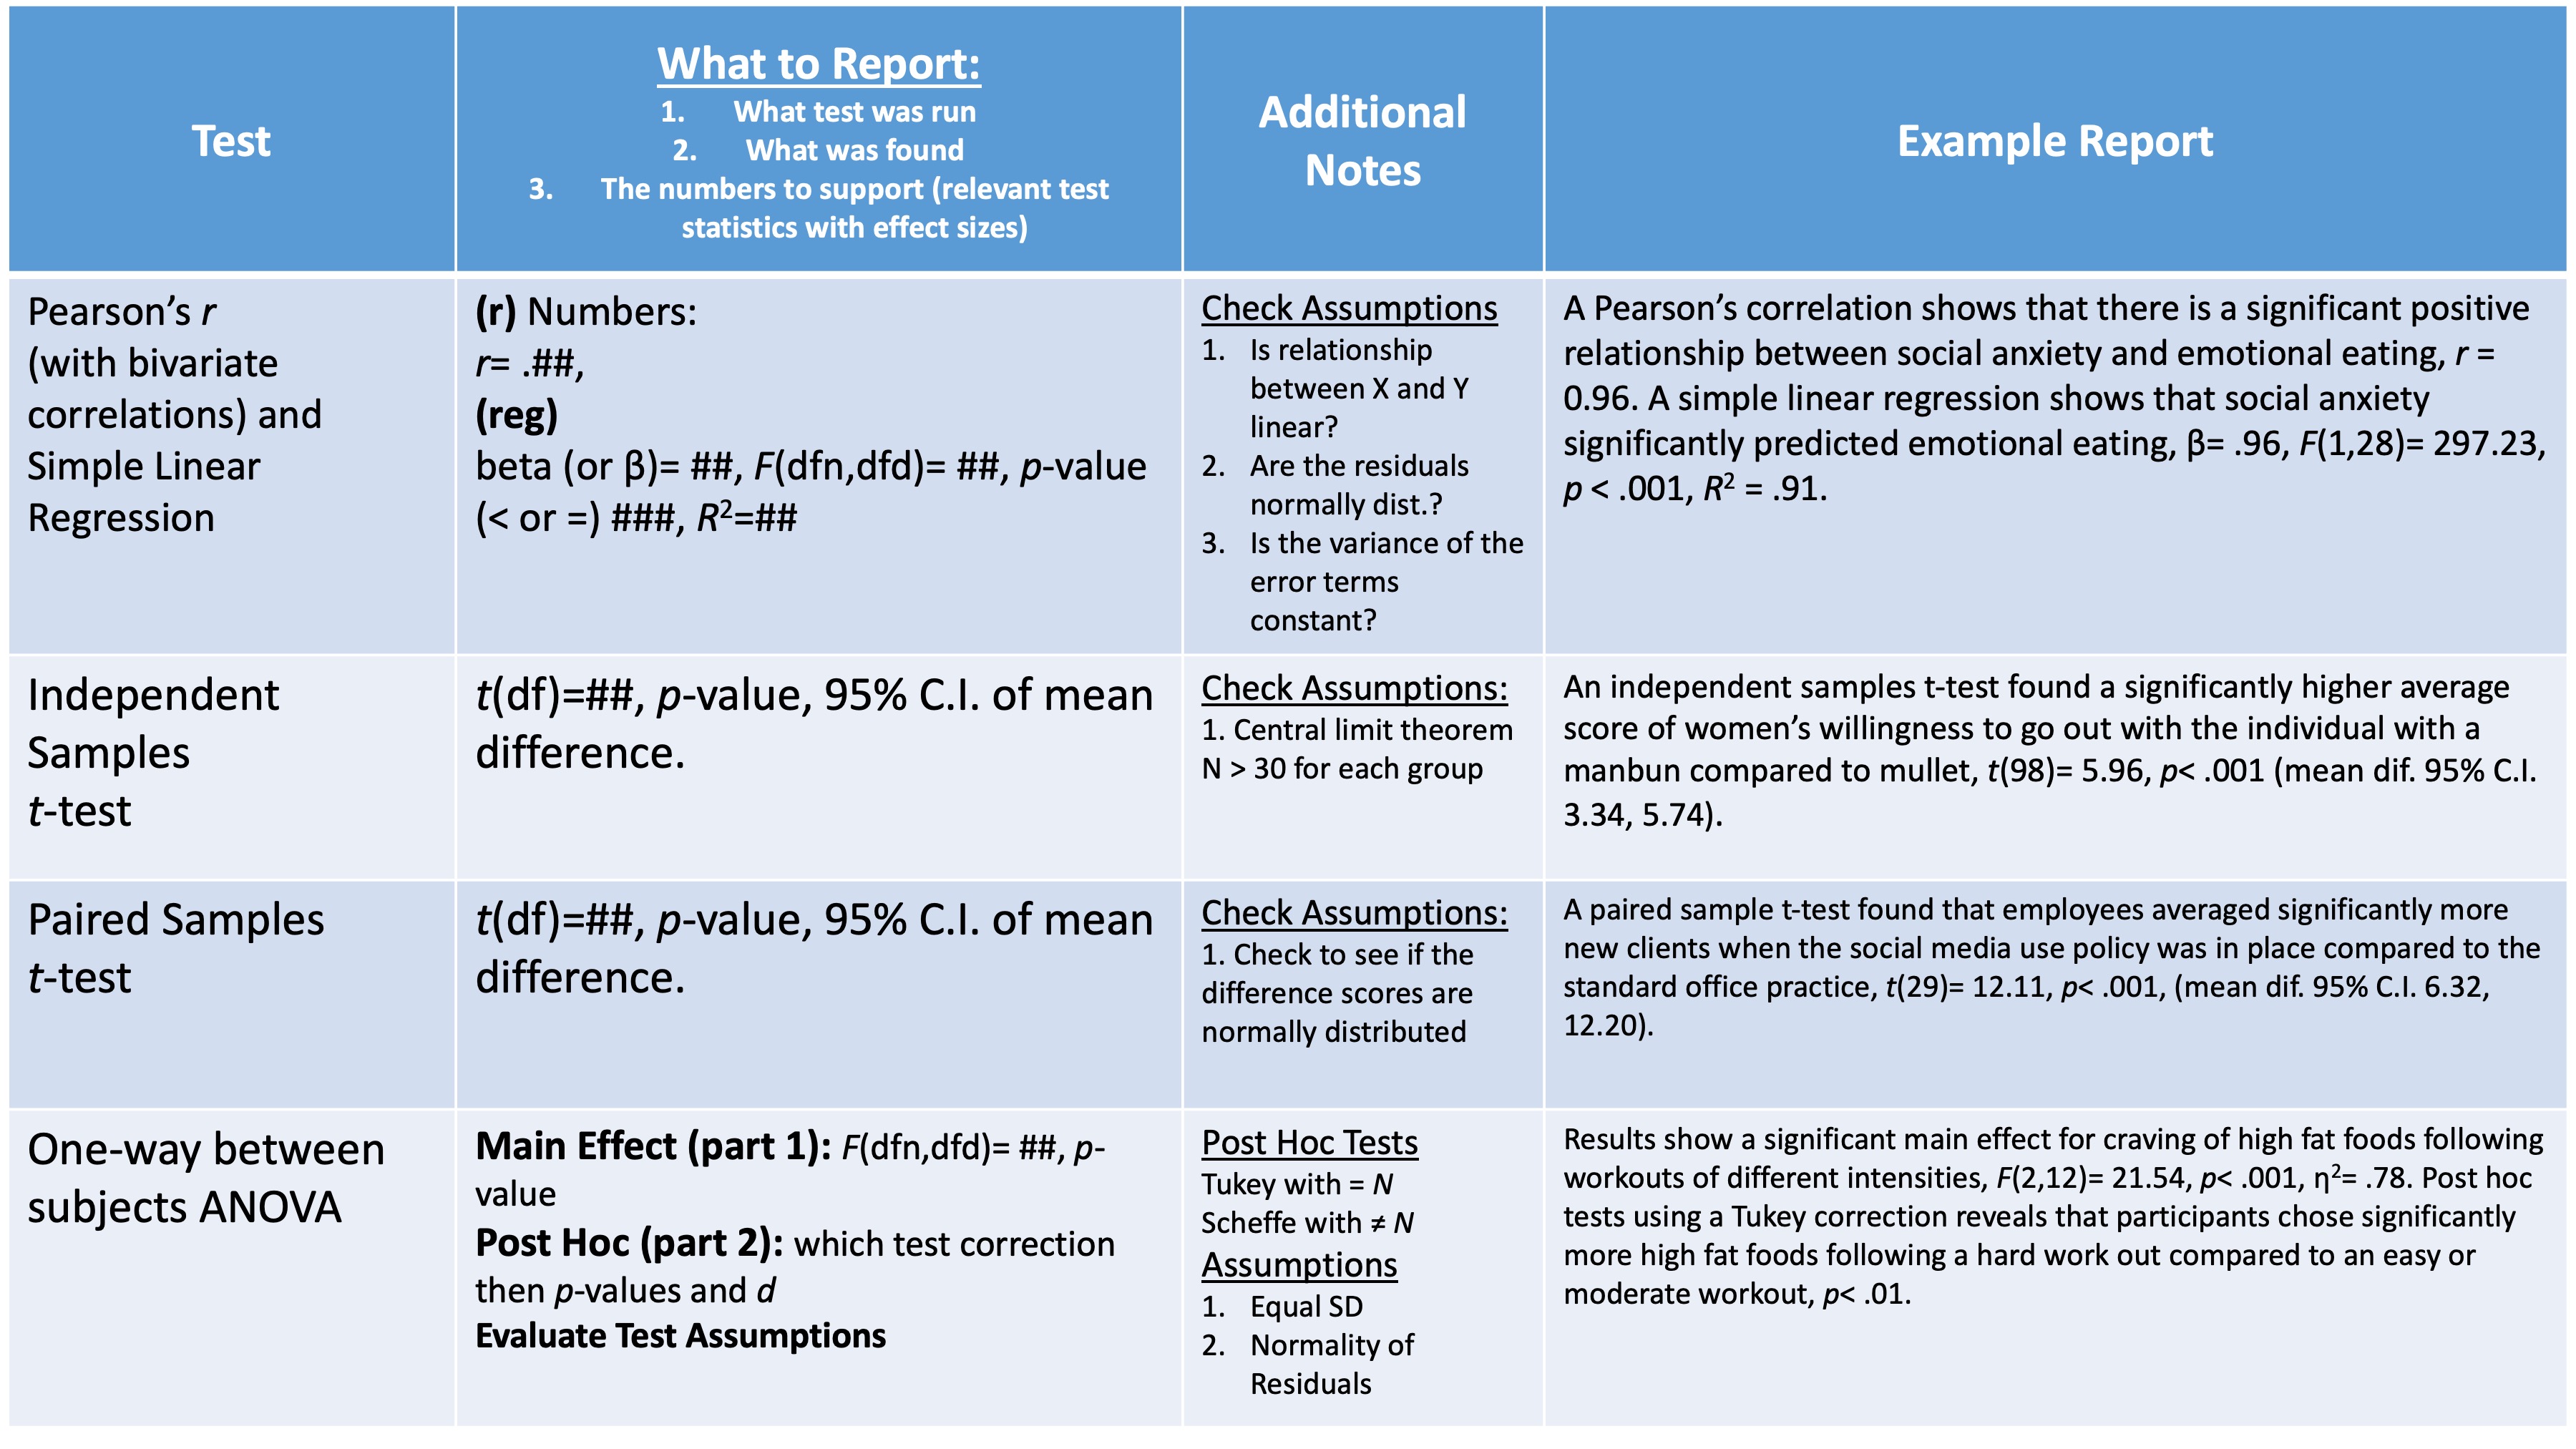 Test
What to Report:
1. What test was run
2. What was found
3. The numbers to support (relevant test
statistics with effect sizes)
Additional
Notes
Example Report
Pearson’s r
(with bivariate
correlations) and
Simple Linear
Regression
(r) Numbers:
r= .##,
(reg)
beta (or β)= ##, F(dfn,dfd)= ##, p-value
(< or =) ###, R²=##
Check Assumptions
1. Is relationship
between X and Y
linear?
2. Are the residuals
normally dist.?
3. Is the variance of the
error terms
constant?
A Pearson’s correlation shows that there is a significant positive
relationship between social anxiety and emotional eating, r =
0.96. A simple linear regression shows that social anxiety
significantly predicted emotional eating, β= .96, F(1,28)= 297.23,
p < .001, R² = .91.
Independent
Samples
t-test
t(df)=##, p-value, 95% C.I. of mean
difference.
Check Assumptions:
1. Central limit theorem
N > 30 for each group
An independent samples t-test found a significantly higher average
score of women’s willingness to go out with the individual with a
manbun compared to mullet, t(98)= 5.96, p< .001 (mean dif. 95% C.I.
3.34, 5.74).
Paired Samples
t-test
t(df)=##, p-value, 95% C.I. of mean
difference.
Check Assumptions:
1. Check to see if the
difference scores are
normally distributed
A paired sample t-test found that employees averaged significantly more
new clients when the social media use policy was in place compared to the
standard office practice, t(29)= 12.11, p< .001, (mean dif. 95% C.I. 6.32,
12.20).
One-way between
subjects ANOVA
Main Effect (part 1): F(dfn,dfd)= ##, p-
value
Post Hoc (part 2): which test correction
then p-values and d
Evaluate Test Assumptions
Post Hoc Tests
Tukey with = N
Scheffe with ≠ N
Assumptions
1. Equal SD
2. Normality of
Residuals
Results show a significant main effect for craving of high fat foods following
workouts of different intensities, F(2,12)= 21.54, p< .001, η²= .78. Post hoc
tests using a Tukey correction reveals that participants chose significantly
more high fat foods following a hard work out compared to an easy or
moderate workout, p< .01.